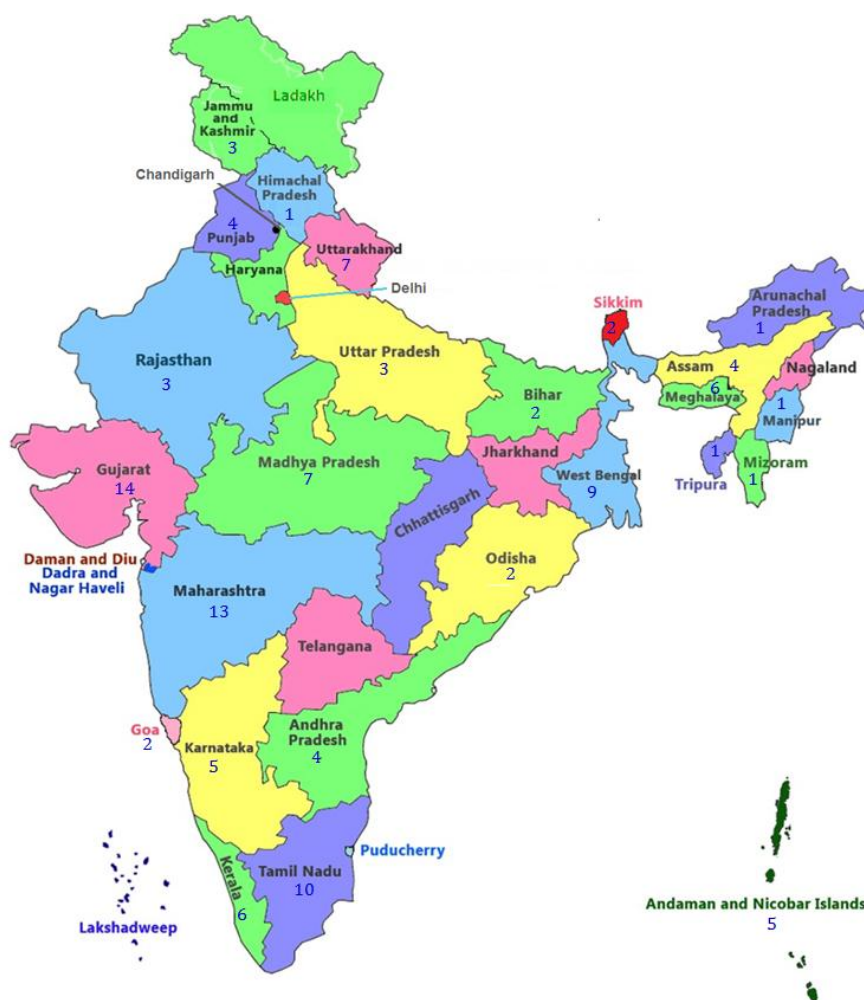 Ladakh
Jammu
and
Kashmir
3
Chandigarh
Himachal
Pradesh
1
4
Punjab
Uttarakhand
7
Haryana
Delhi
Sikkim
2
Arunachal
Pradesh
1
Rajasthan
3
Uttar Pradesh
3
Bihar
2
Assam
4
Nagaland
6
Meghalaya
1
Manipur
Gujarat
14
Madhya Pradesh
7
Jharkhand
West Bengal
9
1
Tripura
Mizoram
1
Chhattisgarh
Daman and Diu
Dadra and
Nagar Haveli
Maharashtra
13
Odisha
2
Telangana
Goa
2
Karnataka
5
Andhra
Pradesh
4
Puducherry
Kerala
6
Tamil Nadu
10
Lakshadweep
Andaman and Nicobar Islands
5